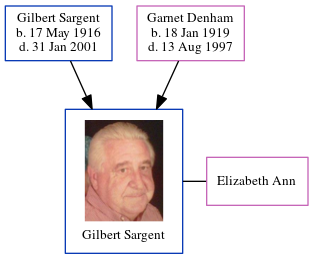 Gilbert Sargent
b. 17 May 1916
d. 31 Jan 2001
Garnet Denham
b. 18 Jan 1919
d. 13 Aug 1997
Gilbert Sargent
Elizabeth Ann